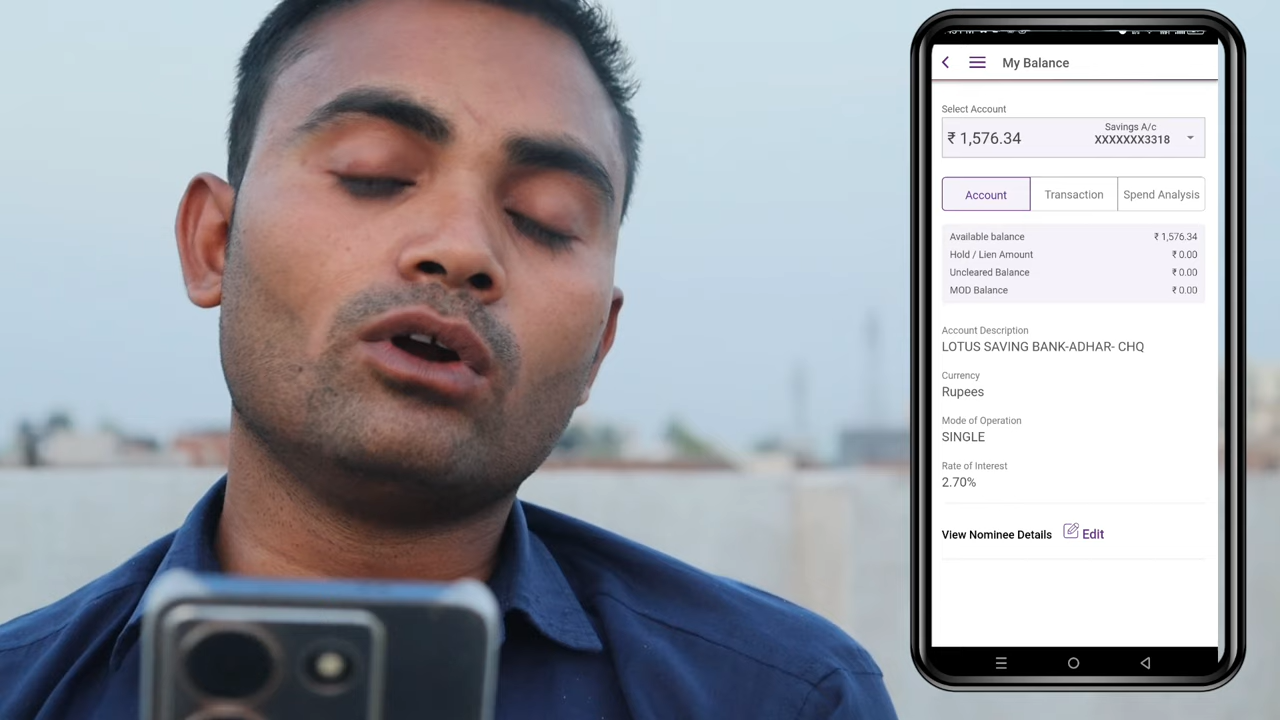 My Balance
Select Account
₹ 1,576.34
Savings A/c
XXXXXXX3318
Account
Transaction
Spend Analysis
Available balance ₹ 1,576.34
Hold / Lien Amount ₹ 0.00
Uncleared Balance ₹ 0.00
MOD Balance ₹ 0.00
Account Description
LOTUS SAVING BANK-ADHAR- CHQ
Currency
Rupees
Mode of Operation
SINGLE
Rate of Interest
2.70%
View Nominee Details Edit